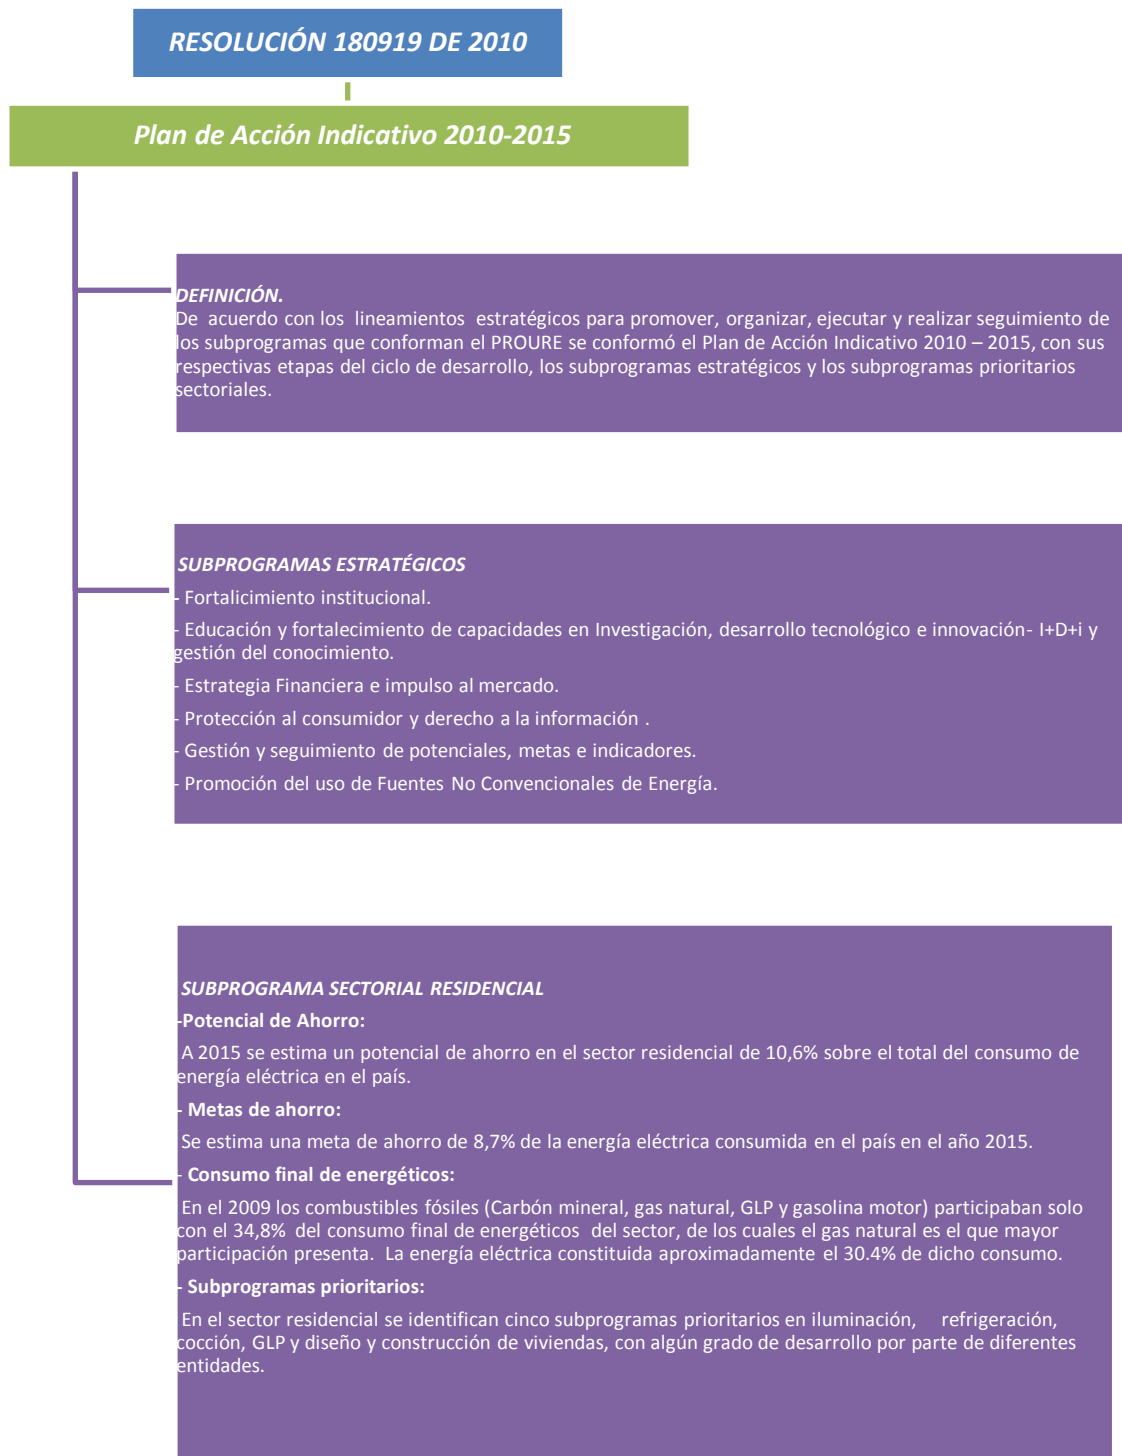 RESOLUCIÓN 180919 DE 2010
Plan de Acción Indicativo 2010-2015
DEFINICIÓN.
De acuerdo con los lineamientos estratégicos para promover, organizar, ejecutar y realizar seguimiento de
los subprogramas que conforman el PROURE se conformó el Plan de Acción Indicativo 2010 – 2015, con sus
respectivas etapas del ciclo de desarrollo, los subprogramas estratégicos y los subprogramas prioritarios
sectoriales.
SUBPROGRAMAS ESTRATÉGICOS
- Fortalicimiento institucional.
- Educación y fortalecimiento de capacidades en Investigación, desarrollo tecnológico e innovación- I+D+i y
gestión del conocimiento.
- Estrategia Financiera e impulso al mercado.
- Protección al consumidor y derecho a la información .
- Gestión y seguimiento de potenciales, metas e indicadores.
- Promoción del uso de Fuentes No Convencionales de Energía.
SUBPROGRAMA SECTORIAL RESIDENCIAL
-Potencial de Ahorro:
A 2015 se estima un potencial de ahorro en el sector residencial de 10,6% sobre el total del consumo de
energía eléctrica en el país.
- Metas de ahorro:
Se estima una meta de ahorro de 8,7% de la energía eléctrica consumida en el país en el año 2015.
- Consumo final de energéticos:
En el 2009 los combustibles fósiles (Carbón mineral, gas natural, GLP y gasolina motor) participaban solo
con el 34,8% del consumo final de energéticos del sector, de los cuales el gas natural es el que mayor
participación presenta. La energía eléctrica constituida aproximadamente el 30.4% de dicho consumo.
- Subprogramas prioritarios:
En el sector residencial se identifican cinco subprogramas prioritarios en iluminación, refrigeración,
cocción, GLP y diseño y construcción de viviendas, con algún grado de desarrollo por parte de diferentes
entidades.